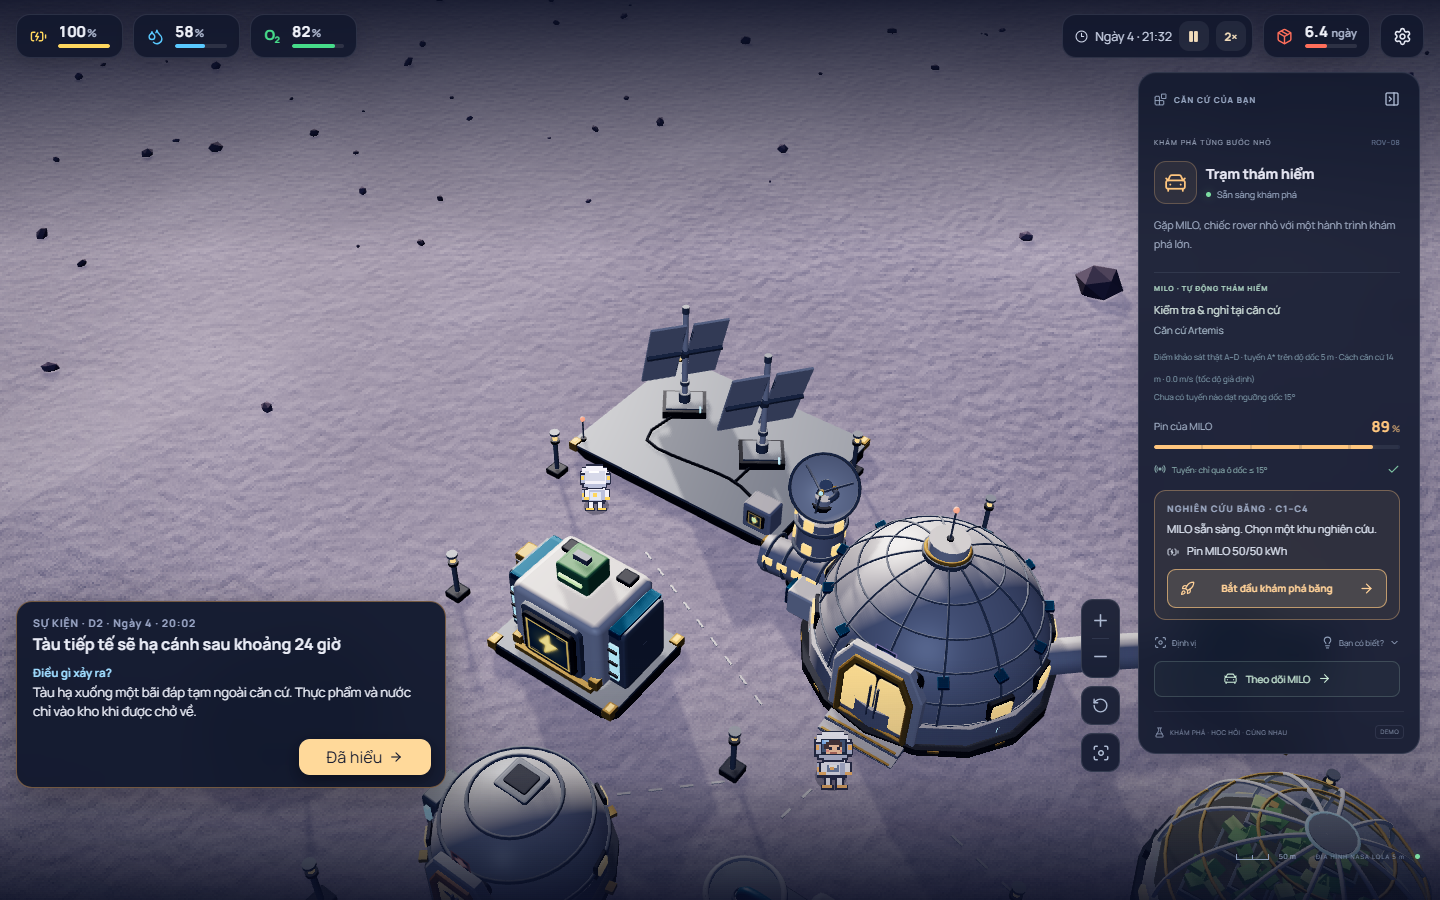 100%
58%
O₂ 82%
Ngày 4 · 21:32
2×
6.4 ngày
CĂN CỨ CỦA BẠN
KHÁM PHÁ TỪNG BƯỚC NHỎ
ROV-08
Trạm thám hiểm
Sẵn sàng khám phá
Gặp MILO, chiếc rover nhỏ với một hành trình khám
phá lớn.
MILO · TỰ ĐỘNG THÁM HIỂM
Kiểm tra & nghỉ tại căn cứ
Căn cứ Artemis
Điểm khảo sát thật A–D · tuyến A* trên độ dốc 5 m · Cách căn cứ 14
m · 0.0 m/s (tốc độ giả định)
Chưa có tuyến nào đạt ngưỡng dốc 15°
Pin của MILO
89%
Tuyến: chỉ qua ô dốc ≤ 15°
NGHIÊN CỨU BĂNG · C1–C4
MILO sẵn sàng. Chọn một khu nghiên cứu.
Pin MILO 50/50 kWh
Bắt đầu khám phá băng
Định vị
Bạn có biết?
Theo dõi MILO
KHÁM PHÁ · HỌC HỎI · CÙNG NHAU
DEMO
SỰ KIỆN · D2 · Ngày 4 · 20:02
Tàu tiếp tế sẽ hạ cánh sau khoảng 24 giờ
Điều gì xảy ra?
Tàu hạ xuống một bãi đáp tạm ngoài căn cứ. Thực phẩm và nước
chỉ vào kho khi được chở về.
Đã hiểu
50 m
ĐỊA HÌNH NASA LOLA 5 m